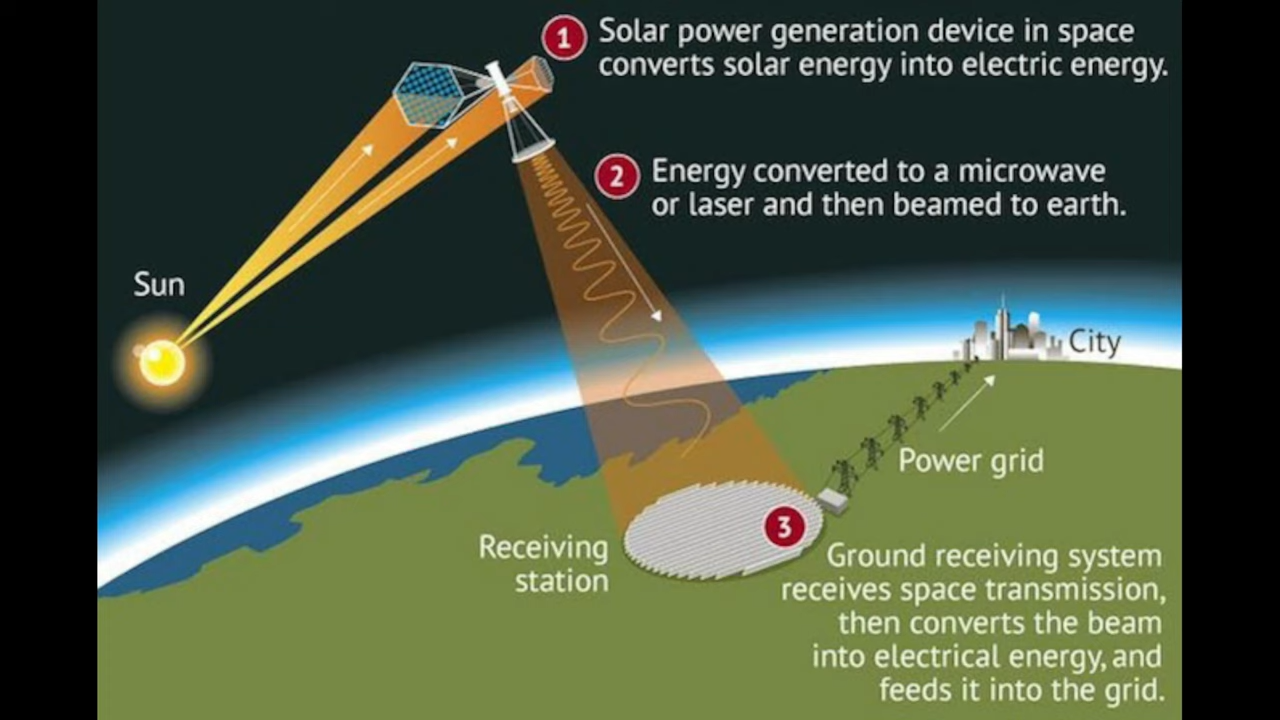 1 Solar power generation device in space
converts solar energy into electric energy.
2 Energy converted to a microwave
or laser and then beamed to earth.
Sun
City
Power grid
Receiving
station
3
Ground receiving system
receives space transmission,
then converts the beam
into electrical energy, and
feeds it into the grid.